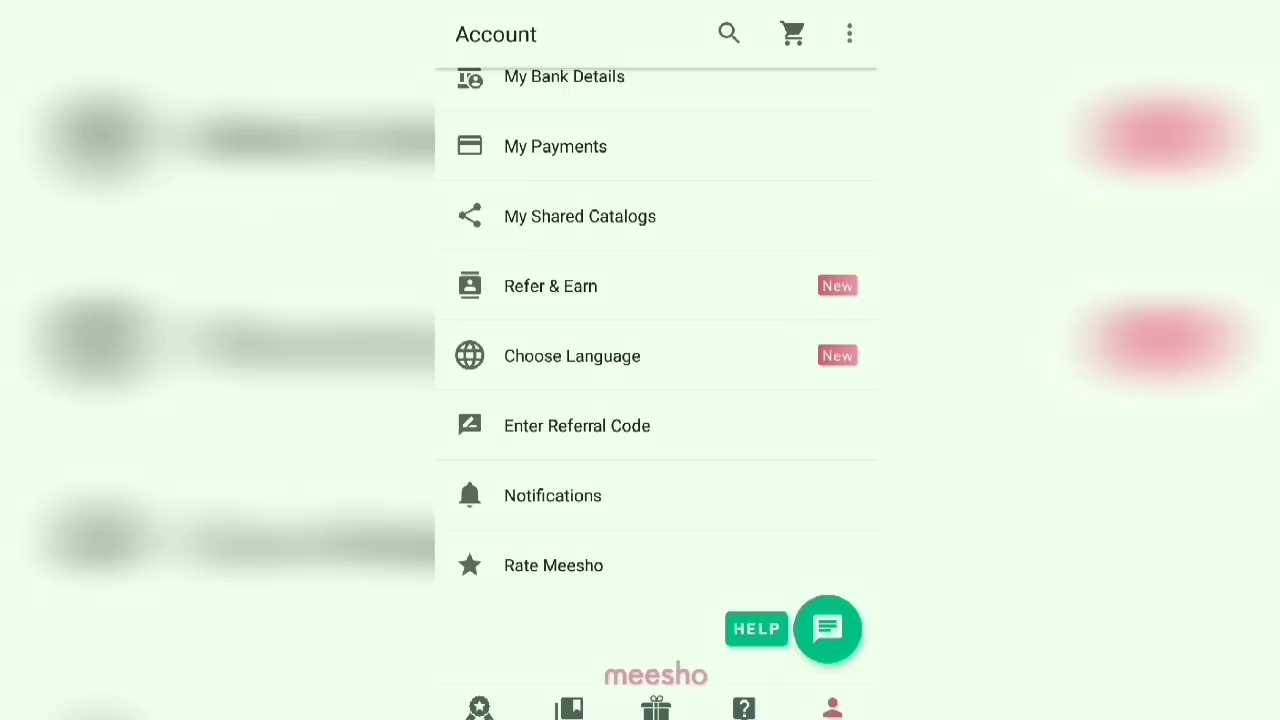 Account
My Bank Details
My Payments
My Shared Catalogs
Refer & Earn New
Choose Language New
Enter Referral Code
Notifications
Rate Meesho
HELP
meesho